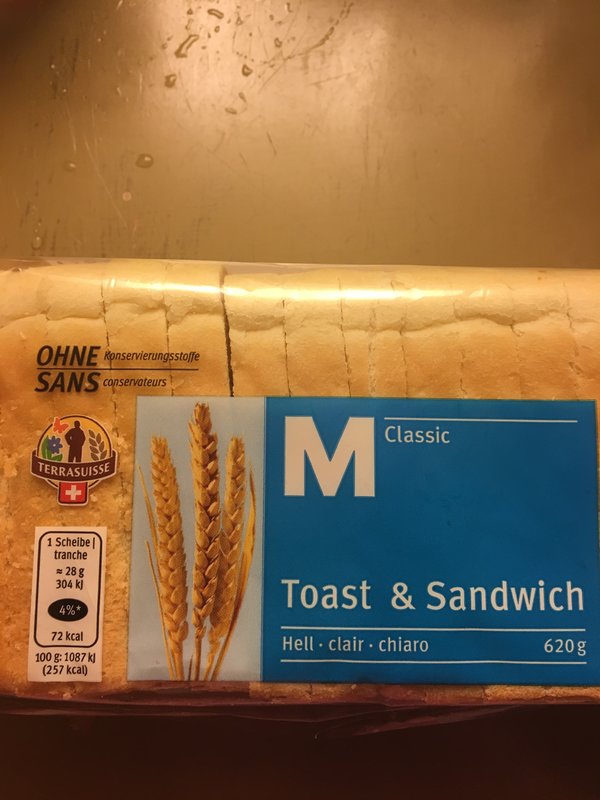 OHNE Konservierungsstoffe
SANS conservateurs
TERRASUISSE
1 Scheibe |
tranche
≈ 28 g
304 kJ
4%*
72 kcal
100 g: 1087 kJ
(257 kcal)
M Classic
Toast & Sandwich
Hell · clair · chiaro 620 g